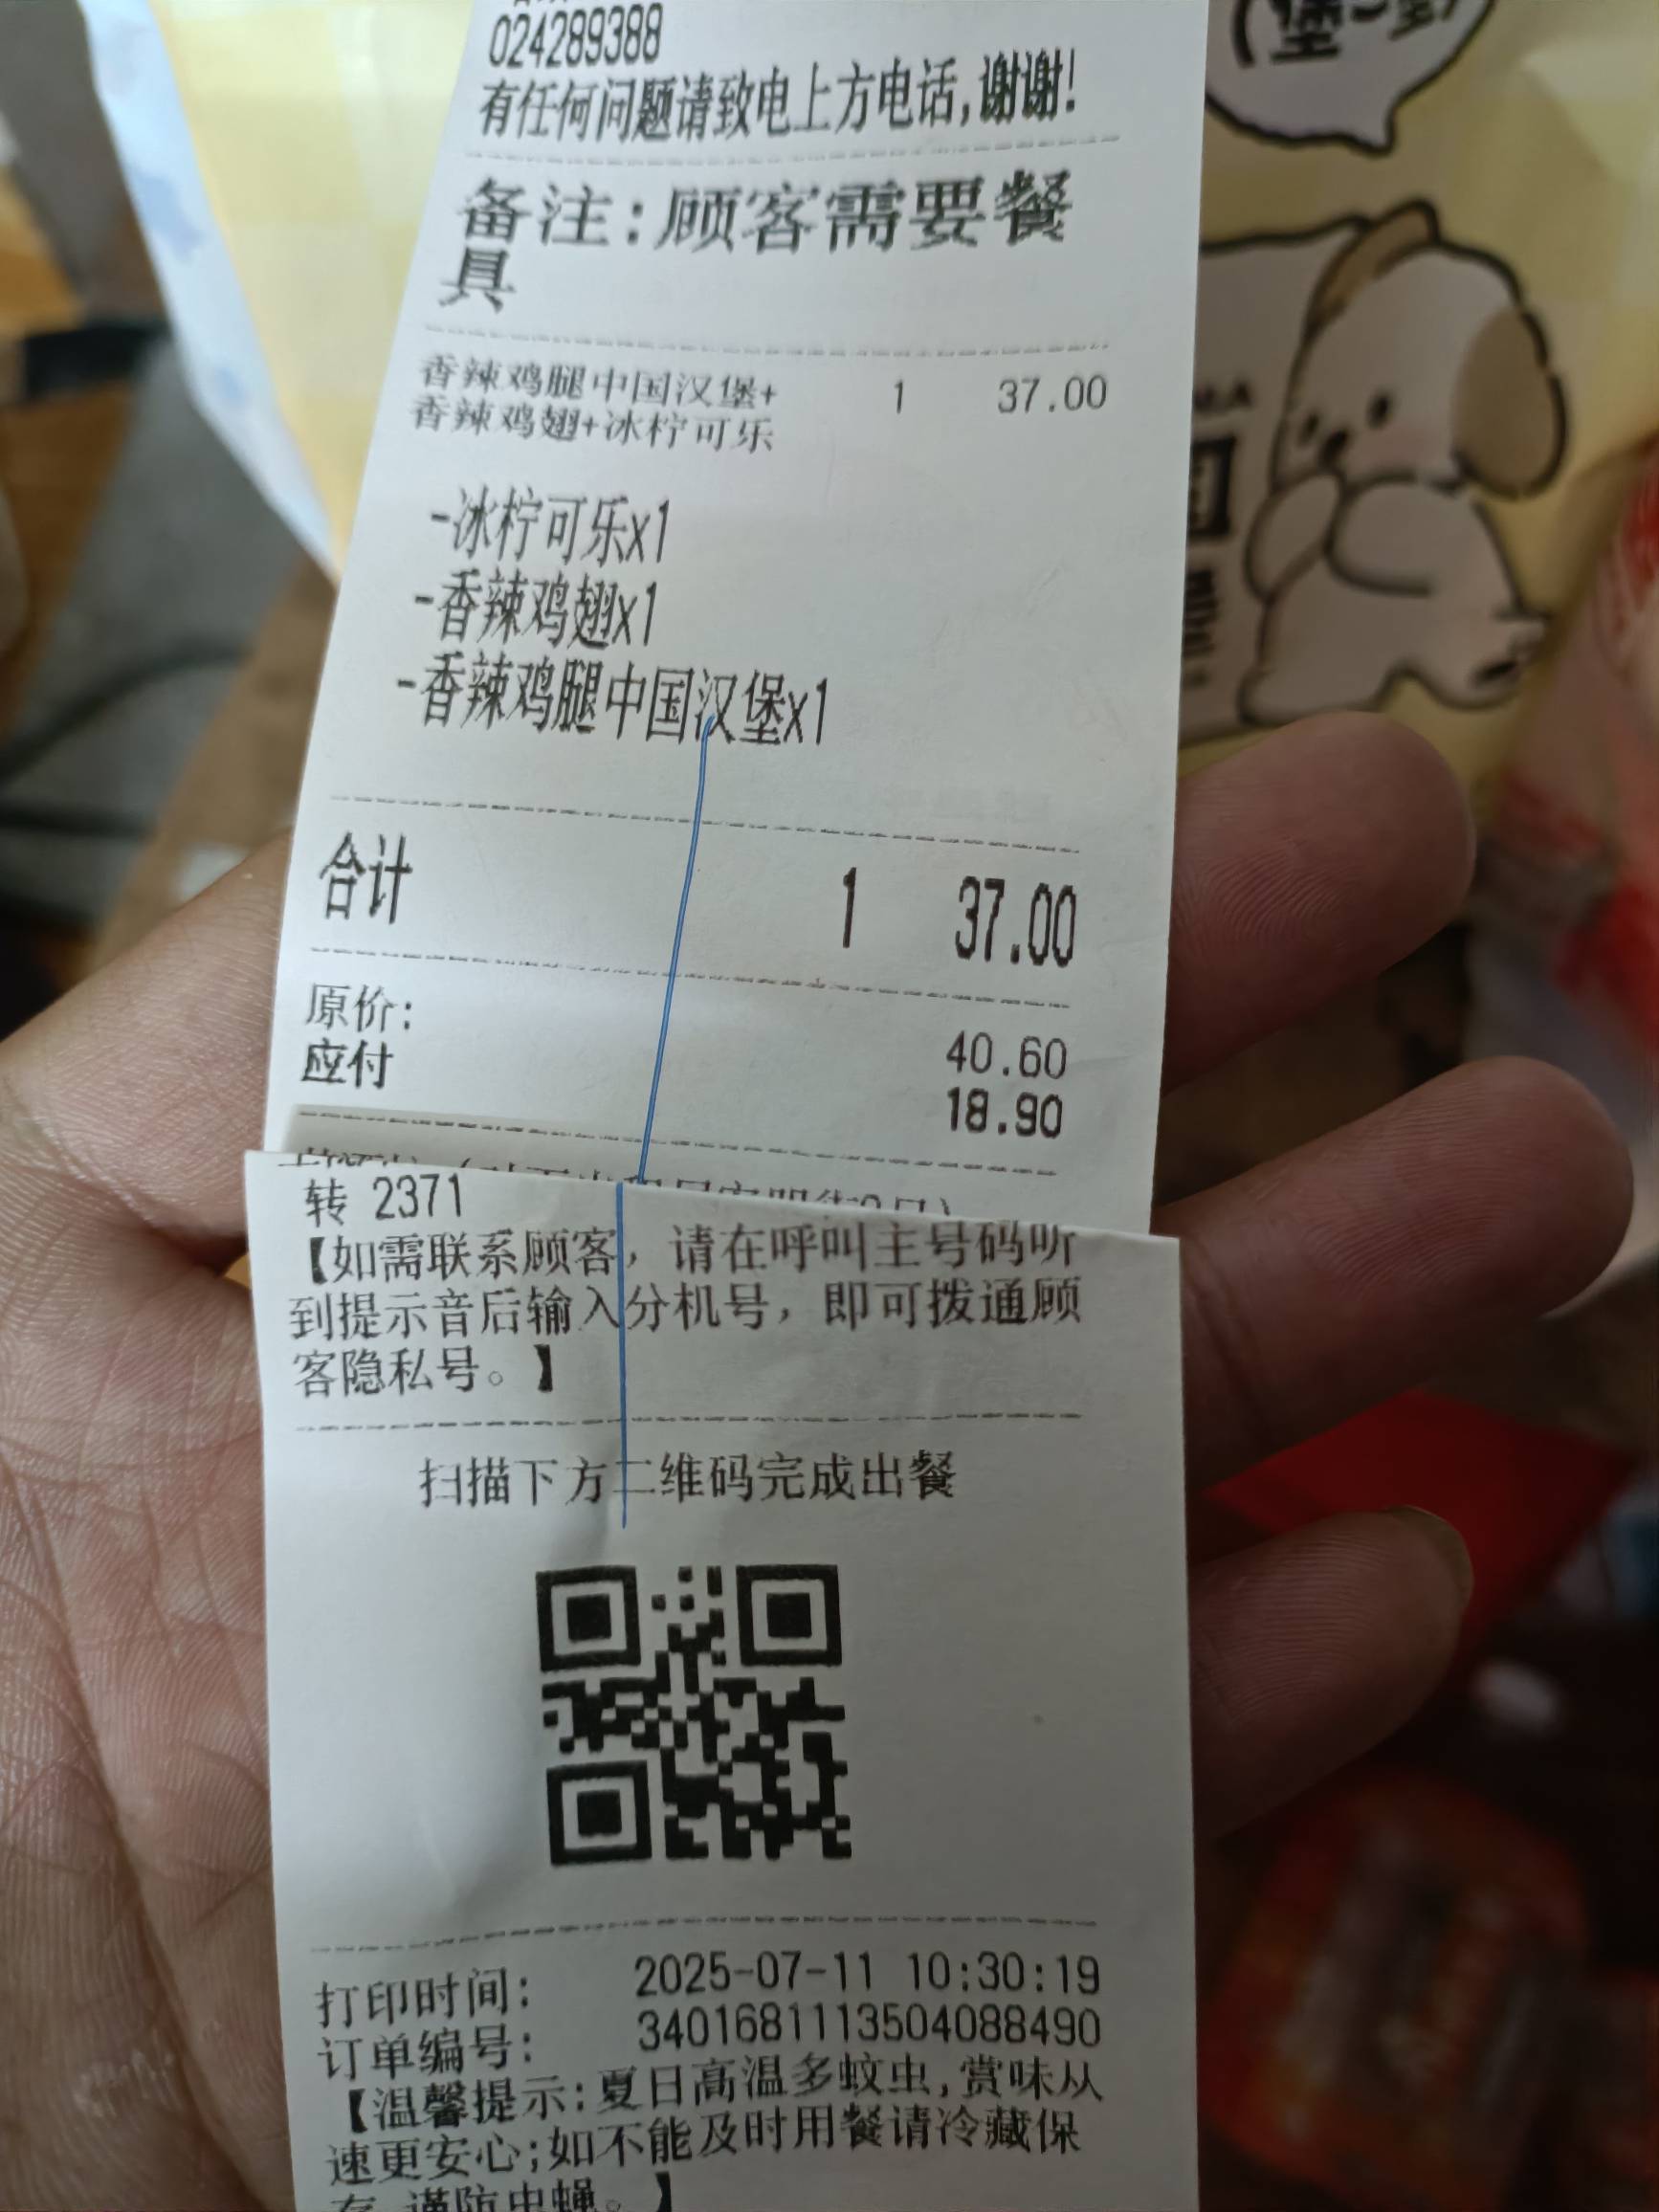 024289388
有任何问题请致电上方电话,谢谢!
备注:顾客需要餐
具
香辣鸡腿中国汉堡+ 1 37.00
香辣鸡翅+冰柠可乐
-冰柠可乐x1
-香辣鸡翅x1
-香辣鸡腿中国汉堡x1
合计 1 37.00
原价: 40.60
应付 18.90
转 2371
【如需联系顾客，请在呼叫主号码听
到提示音后输入分机号，即可拨通顾
客隐私号。】
扫描下方二维码完成出餐
打印时间: 2025-07-11 10:30:19
订单编号: 3401681113504088490
【温馨提示:夏日高温多蚊虫,赏味从
速更安心;如不能及时用餐请冷藏保
存 谨防虫蝇。】